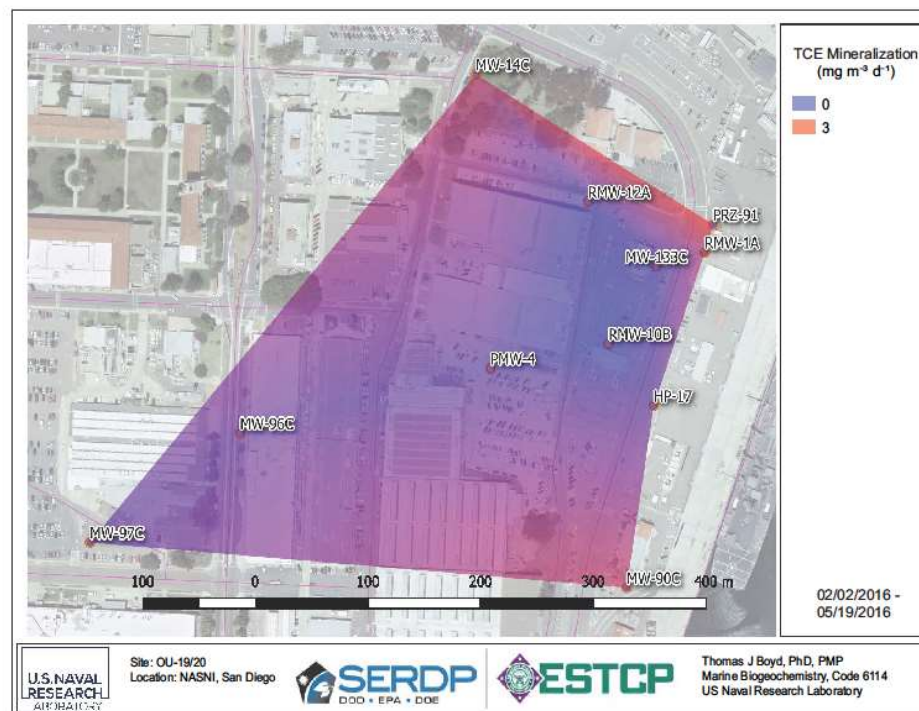 TCE Mineralization
(mg m⁻³ d⁻¹)
0
3
MW-14C
RMW-12A
PRZ-91
RMW-1A
MW-133C
RMW-10B
PMW-4
HP-17
MW-96C
MW-97C
MW-90C
100 0 100 200 300 400 m
02/02/2016 -
05/19/2016
U.S. NAVAL
RESEARCH
LABORATORY
Site: OU-19/20
Location: NASNI, San Diego
SERDP
DOD • EPA • DOE
ESTCP
Thomas J Boyd, PhD, PMP
Marine Biogeochemistry, Code 6114
US Naval Research Laboratory